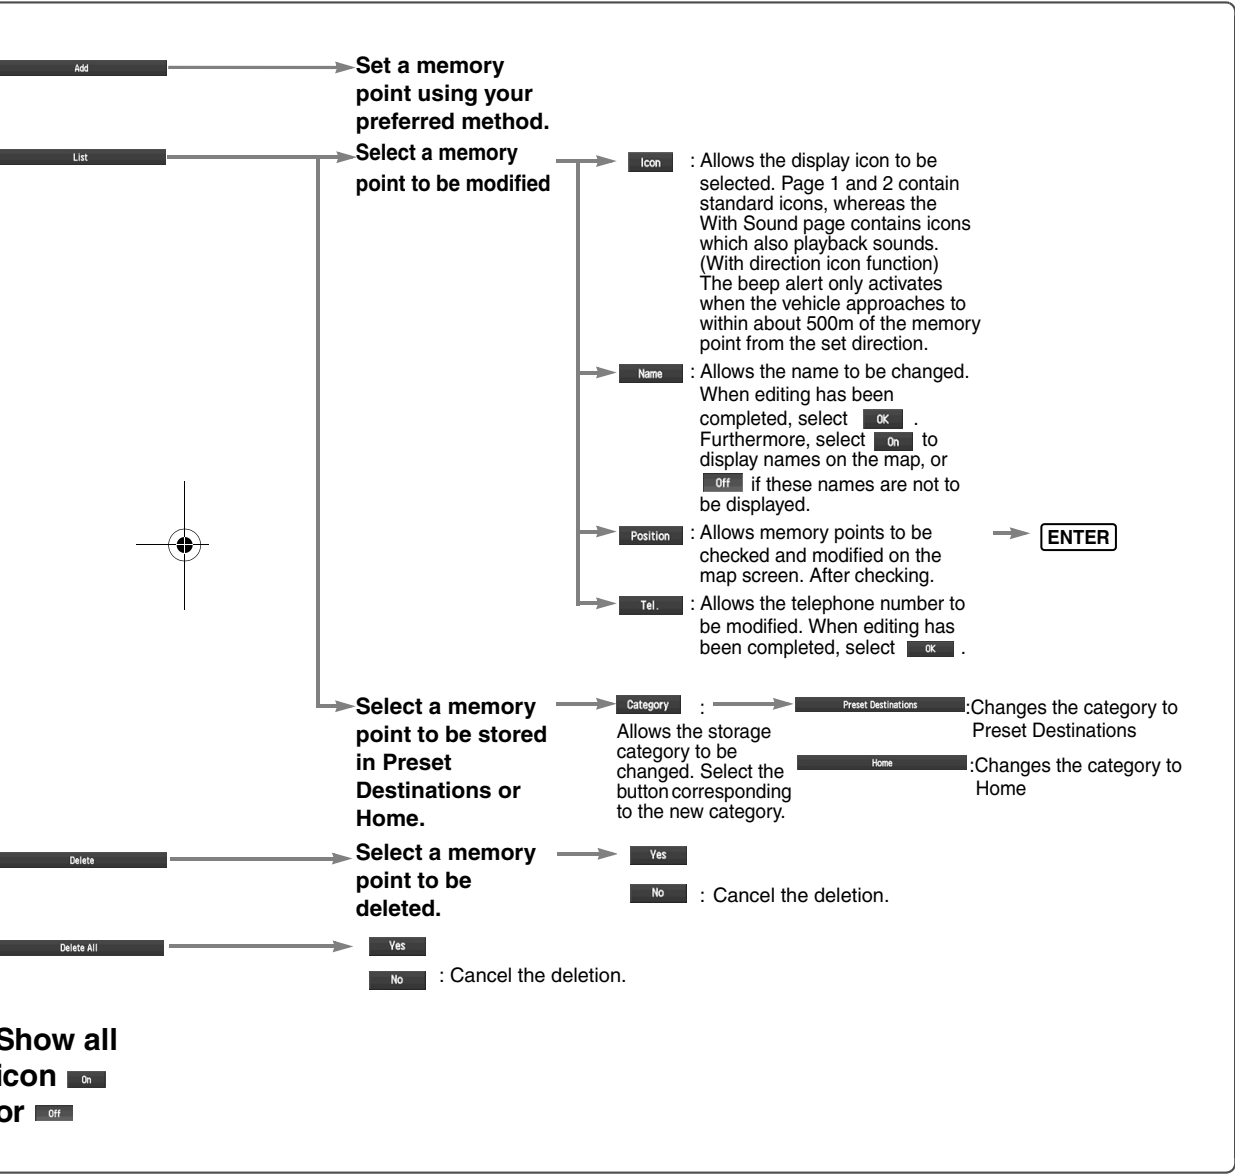 Add
Set a memory
point using your
preferred method.
List
Select a memory
point to be modified
Icon : Allows the display icon to be
selected. Page 1 and 2 contain
standard icons, whereas the
With Sound page contains icons
which also playback sounds.
(With direction icon function)
The beep alert only activates
when the vehicle approaches to
within about 500m of the memory
point from the set direction.
Name : Allows the name to be changed.
When editing has been
completed, select OK .
Furthermore, select On to
display names on the map, or
Off if these names are not to
be displayed.
Position : Allows memory points to be
checked and modified on the
map screen. After checking.
ENTER
Tel. : Allows the telephone number to
be modified. When editing has
been completed, select OK .
Select a memory
point to be stored
in Preset
Destinations or
Home.
Category :
Allows the storage
category to be
changed. Select the
button corresponding
to the new category.
Preset Destinations :Changes the category to
Preset Destinations
Home :Changes the category to
Home
Delete
Select a memory
point to be
deleted.
Yes
No : Cancel the deletion.
Delete All
Yes
No : Cancel the deletion.
Show all
icon On
or Off